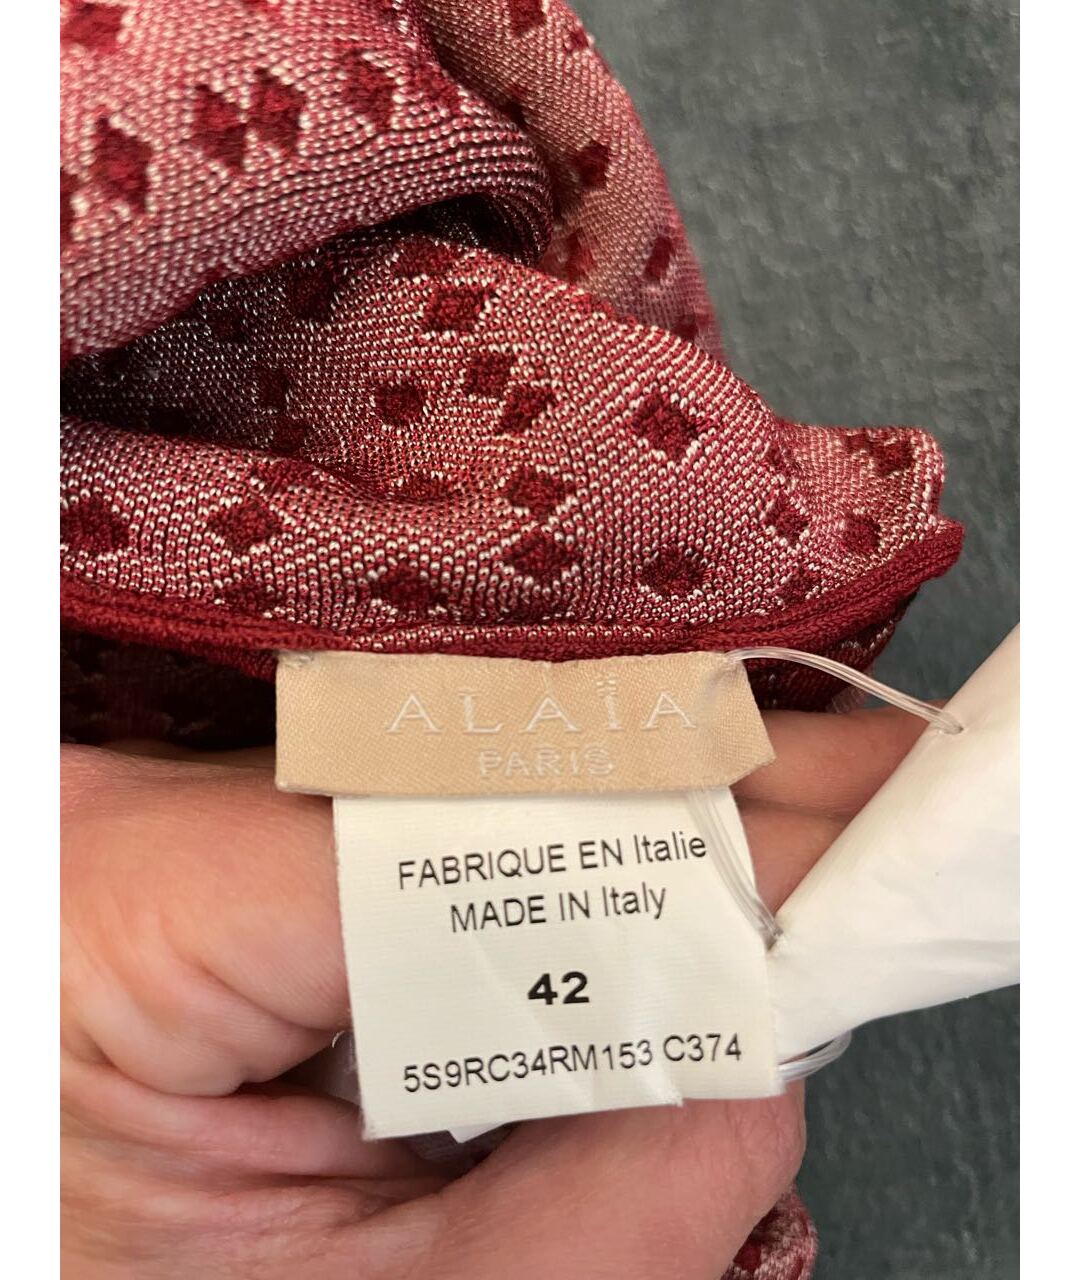 ALAÏA
PARIS
FABRIQUE EN Italie
MADE IN Italy
42
5S9RC34RM153 C374